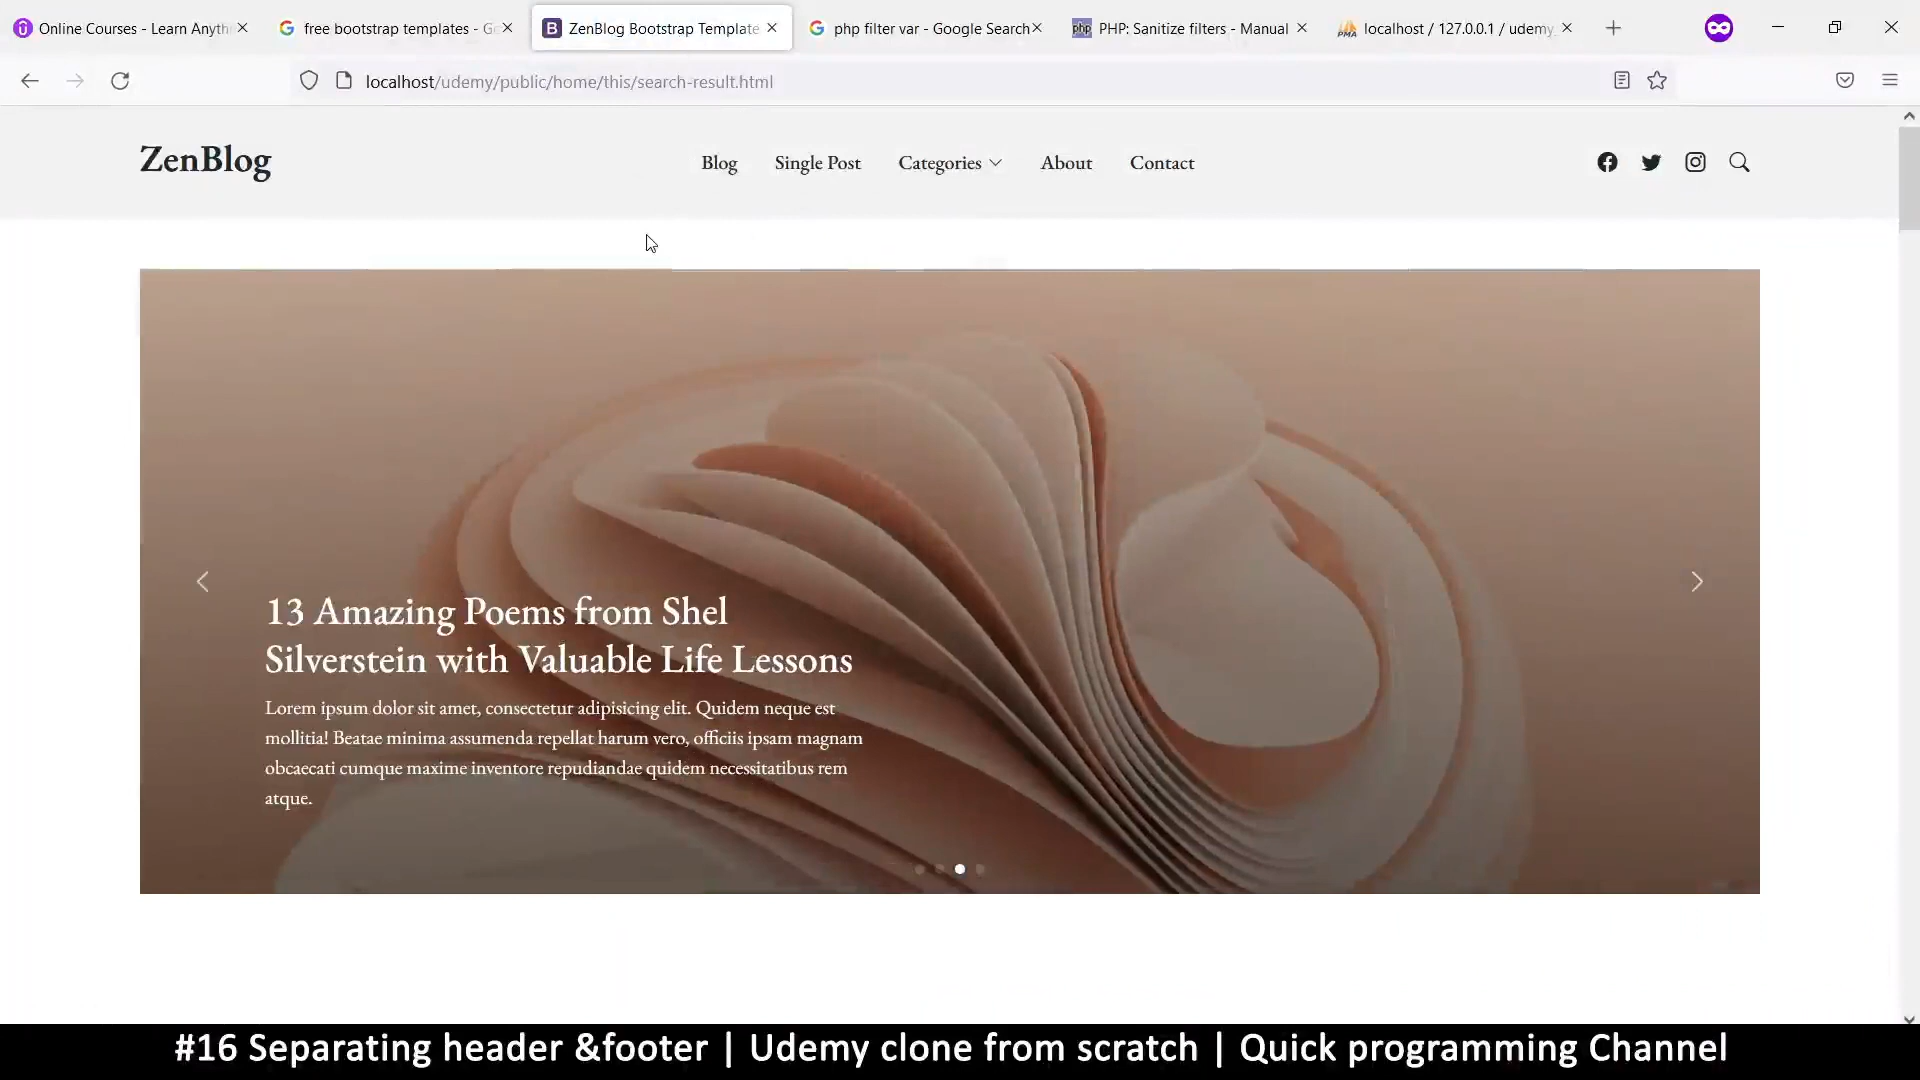 Online Courses - Learn Anyth
free bootstrap templates - Go
B ZenBlog Bootstrap Template
php filter var - Google Search
php PHP: Sanitize filters - Manual
PMA localhost / 127.0.0.1 / udemy_
localhost/udemy/public/home/this/search-result.html
ZenBlog
Blog Single Post Categories About Contact
13 Amazing Poems from Shel
Silverstein with Valuable Life Lessons
Lorem ipsum dolor sit amet, consectetur adipisicing elit. Quidem neque est
mollitia! Beatae minima assumenda repellat harum vero, officiis ipsam magnam
obcaecati cumque maxime inventore repudiandae quidem necessitatibus rem
atque.
#16 Separating header &footer | Udemy clone from scratch | Quick programming Channel